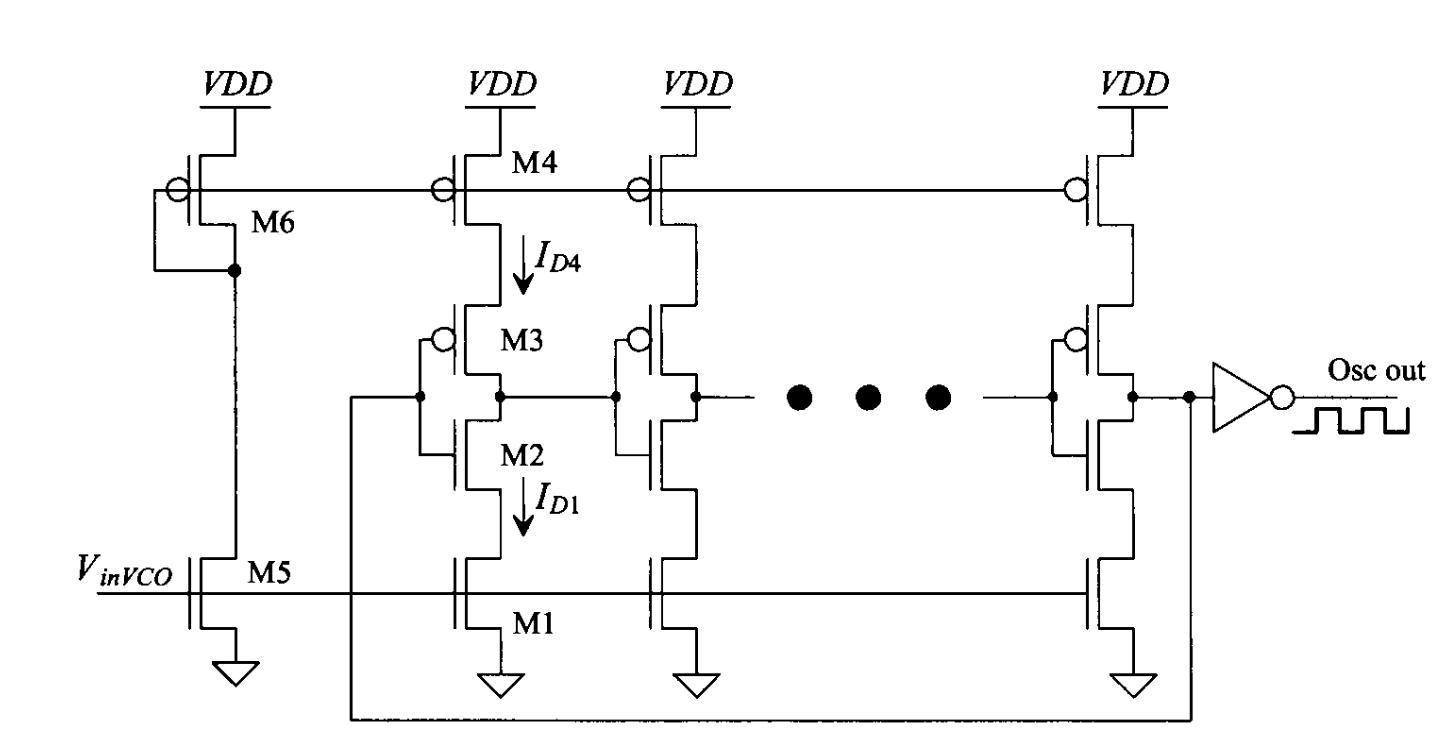 VDD VDD VDD VDD
M4
M6
I_{D4}
M3
Osc out
M2
I_{D1}
V_{inVCO}
M5
M1